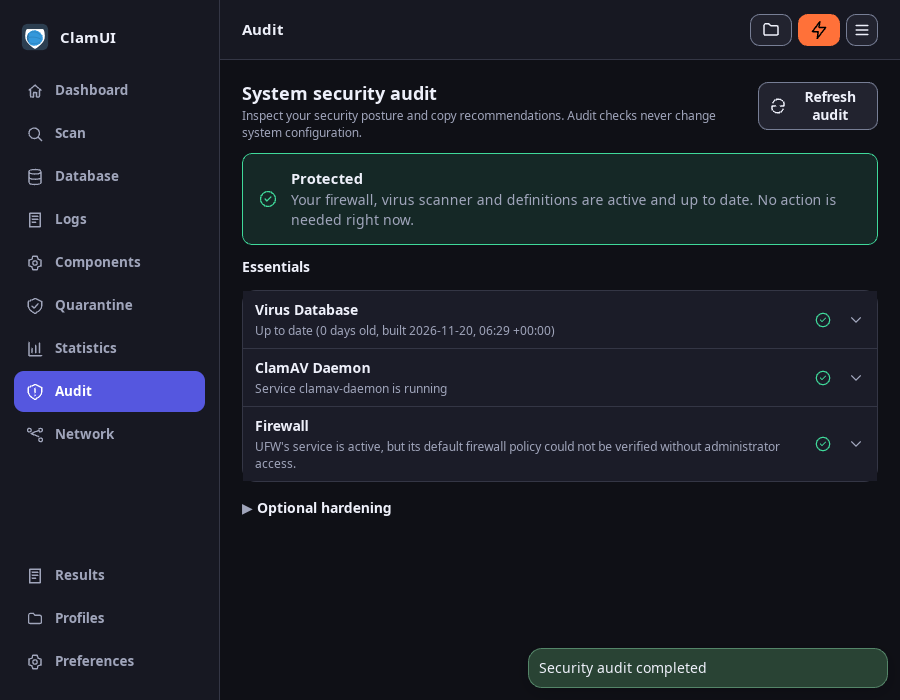 ClamUI
Dashboard
Scan
Database
Logs
Components
Quarantine
Statistics
Audit
Network
Results
Profiles
Preferences
Audit
System security audit
Inspect your security posture and copy recommendations. Audit checks never change
system configuration.
Refresh
audit
Protected
Your firewall, virus scanner and definitions are active and up to date. No action is
needed right now.
Essentials
Virus Database
Up to date (0 days old, built 2026-11-20, 06:29 +00:00)
ClamAV Daemon
Service clamav-daemon is running
Firewall
UFW's service is active, but its default firewall policy could not be verified without administrator
access.
▶ Optional hardening
Security audit completed